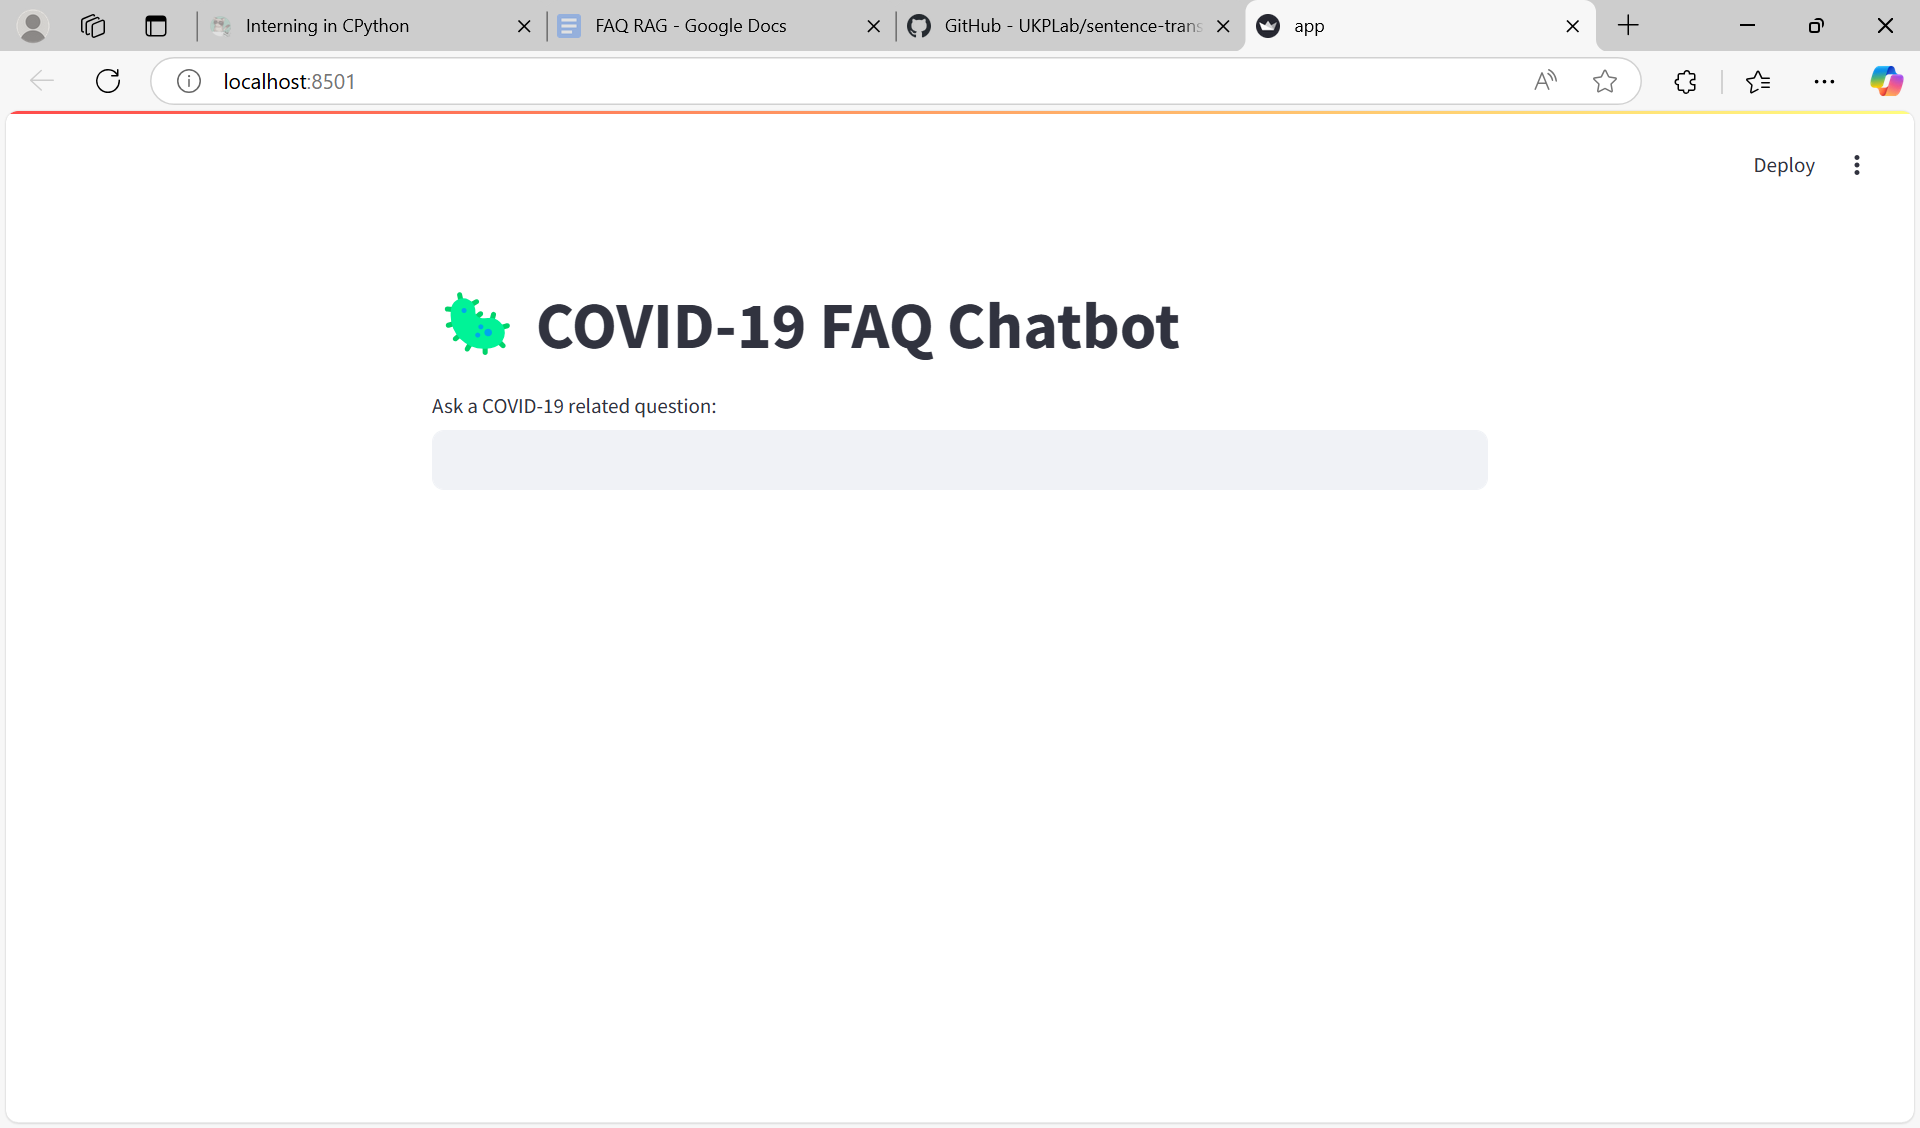 Interning in CPython
FAQ RAG - Google Docs
GitHub - UKPLab/sentence-trans
app
localhost:8501
Deploy
COVID-19 FAQ Chatbot
Ask a COVID-19 related question: